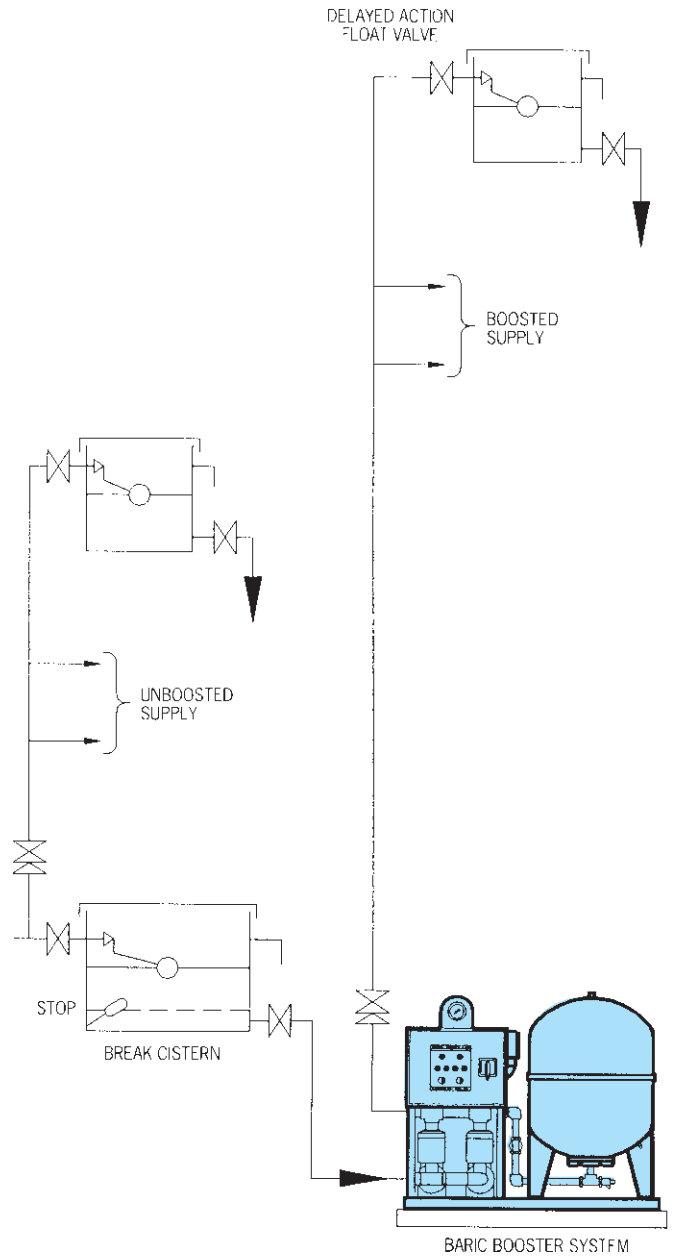 DELAYED ACTION
FLOAT VALVE
BOOSTED
SUPPLY
UNBOOSTED
SUPPLY
STOP
BREAK CISTERN
BARIC BOOSTER SYSTEM